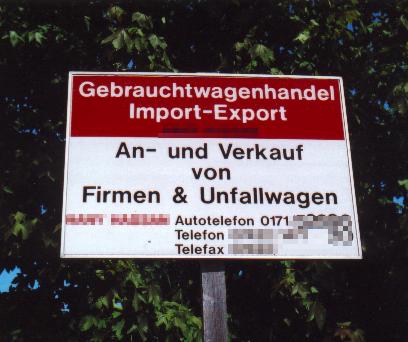 Gebrauchtwagenhandel
Import-Export
An- und Verkauf
von
Firmen & Unfallwagen
Autotelefon 0171
Telefon
Telefax